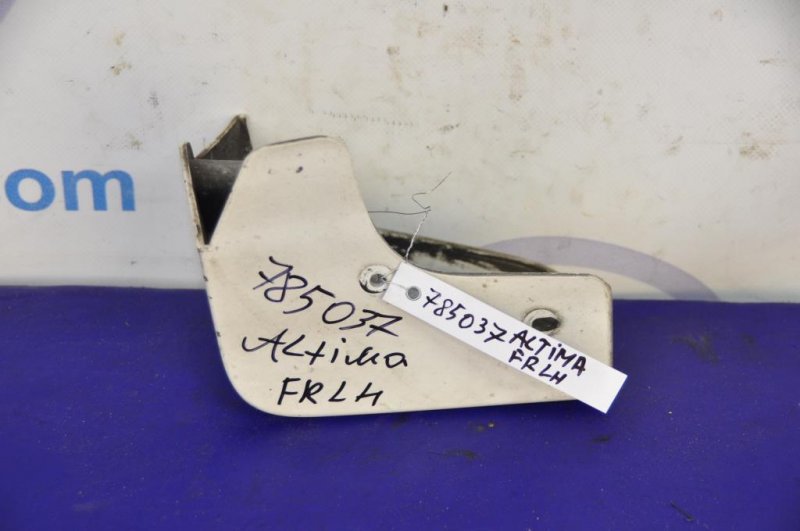 om
785037
ALTiMA
FRLH
785037 ALTiMA
FRLH